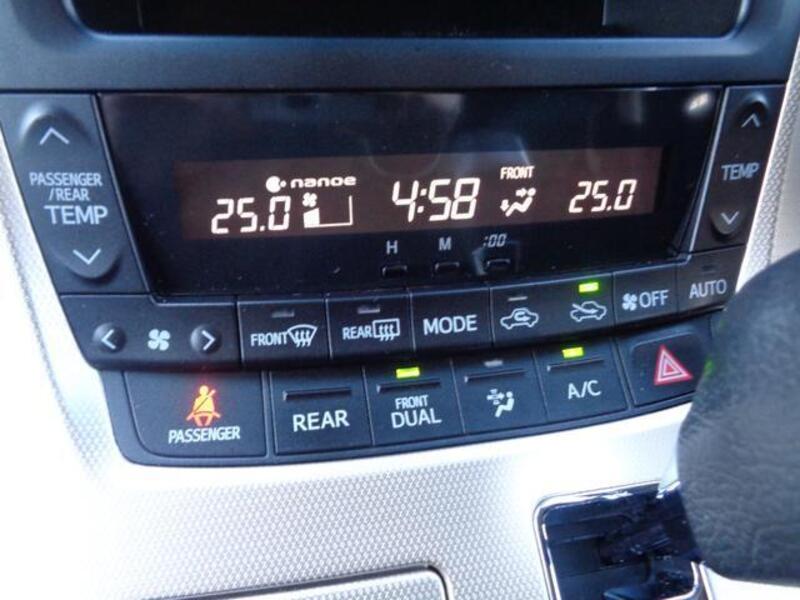 PASSENGER
/REAR
TEMP
nanoe
25.0
4:58
FRONT
25.0
TEMP
H M :00
FRONT
REAR
MODE
OFF
AUTO
PASSENGER
REAR
FRONT
DUAL
A/C